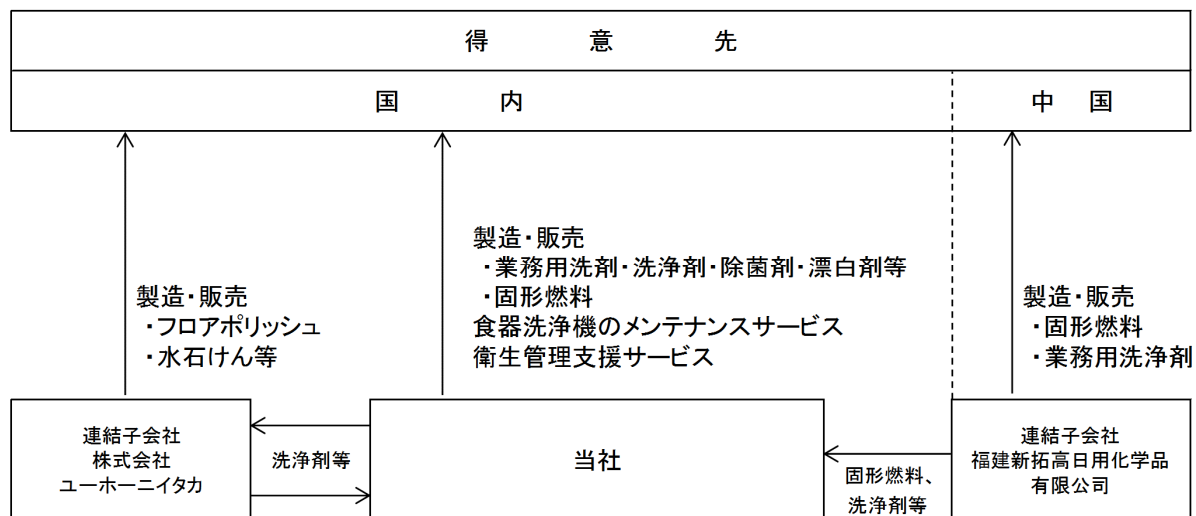 得意先
国内
中国
製造・販売
・フロアポリッシュ
・水石けん等
製造・販売
・業務用洗剤・洗浄剤・除菌剤・漂白剤等
・固形燃料
食器洗浄機のメンテナンスサービス
衛生管理支援サービス
製造・販売
・固形燃料
・業務用洗浄剤
連結子会社
株式会社
ユーホーニイタカ
洗浄剤等
当社
固形燃料、
洗浄剤等
連結子会社
福建新拓高日用化学品
有限公司